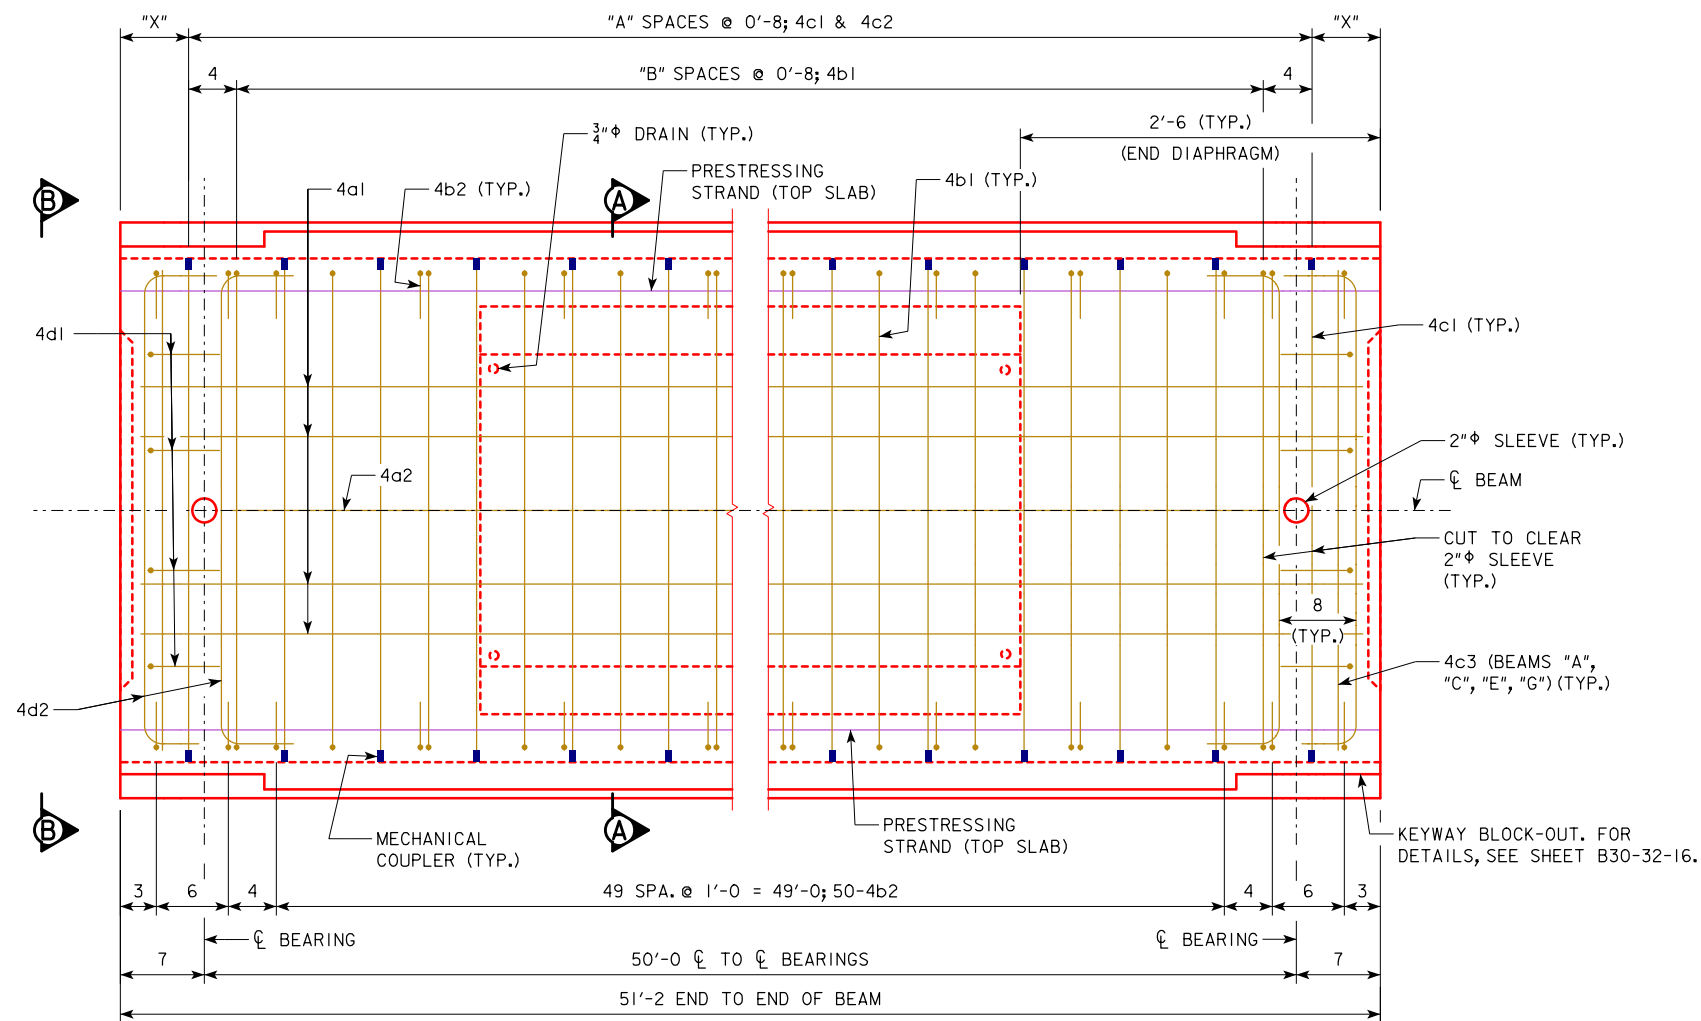 "X"
"A" SPACES @ 0'-8; 4c1 & 4c2
"X"
4
"B" SPACES @ 0'-8; 4b1
4
2'-6 (TYP.)
(END DIAPHRAGM)
3/4"ϕ DRAIN (TYP.)
PRESTRESSING
STRAND (TOP SLAB)
4a1
4b2 (TYP.)
4b1 (TYP.)
B
A
4d1
4c1 (TYP.)
4a2
2"ϕ SLEEVE (TYP.)
℄ BEAM
CUT TO CLEAR
2"ϕ SLEEVE
(TYP.)
8
(TYP.)
4c3 (BEAMS "A",
"C", "E", "G") (TYP.)
4d2
B
A
MECHANICAL
COUPLER (TYP.)
PRESTRESSING
STRAND (TOP SLAB)
KEYWAY BLOCK-OUT. FOR
DETAILS, SEE SHEET B30-32-16.
3
6
4
49 SPA. @ 1'-0 = 49'-0; 50-4b2
4
6
3
℄ BEARING
℄ BEARING
7
50'-0 ℄ TO ℄ BEARINGS
7
51'-2 END TO END OF BEAM